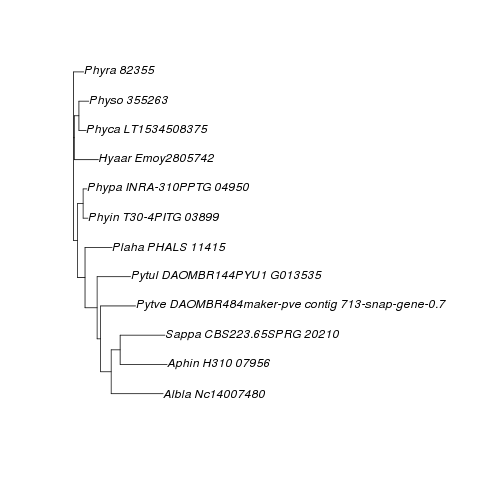 Phyra 82355
Physo 355263
Phyca LT1534508375
Hyaar Emoy2805742
Phypa INRA-310PPTG 04950
Phyin T30-4PITG 03899
Plaha PHALS 11415
Pytul DAOMBR144PYU1 G013535
Pytve DAOMBR484maker-pve contig 713-snap-gene-0.7
Sappa CBS223.65SPRG 20210
Aphin H310 07956
Albla Nc14007480